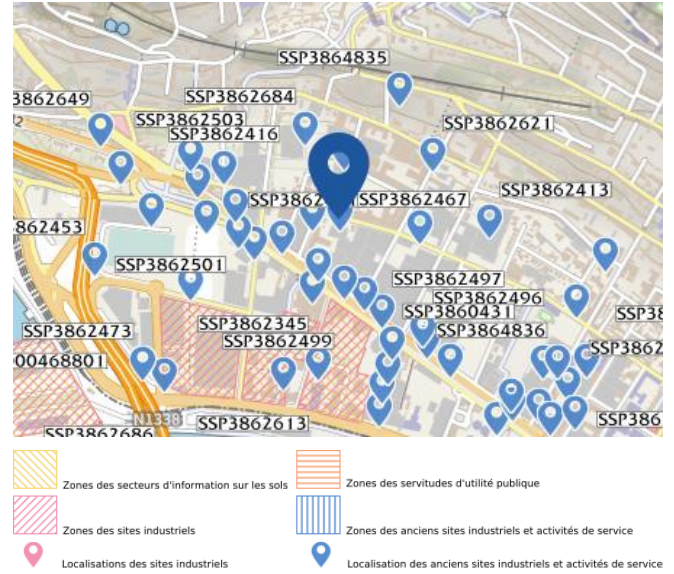 SSP3864835
3862649
SSP3862684
SSP3862503
SSP3862416
SSP3862621
SSP3862413
SSP3862467
862453
SSP3862501
SSP3862497
SSP3862496
SSP3860431
SSP3864836
SSP3862345
SSP3862499
SSP3862473
00468801
N1338
SSP3862613
SSP3862686
Zones des secteurs d'information sur les sols
Zones des servitudes d'utilité publique
Zones des sites industriels
Zones des anciens sites industriels et activités de service
Localisations des sites industriels
Localisation des anciens sites industriels et activités de service